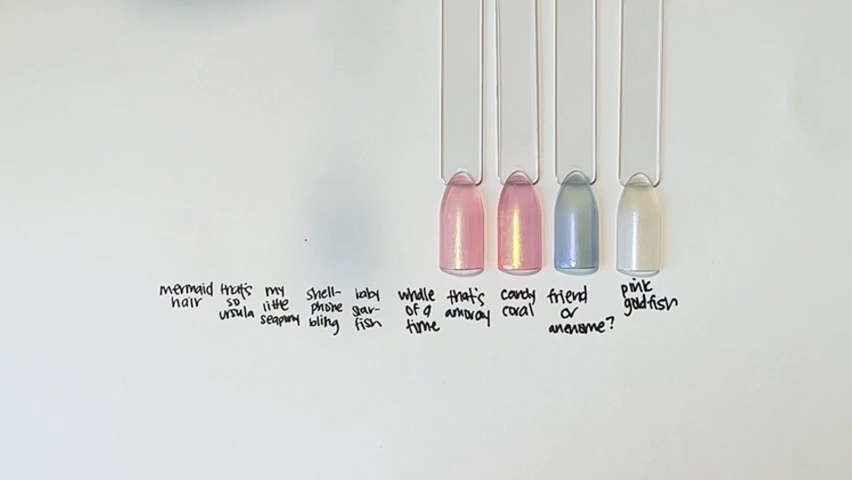 mermaid hair
that's so ursula
my little seapony
shell-phone bling
baby star-fish
whale of a time
that's amoray
candy coral
friend or anenome?
pink goldfish